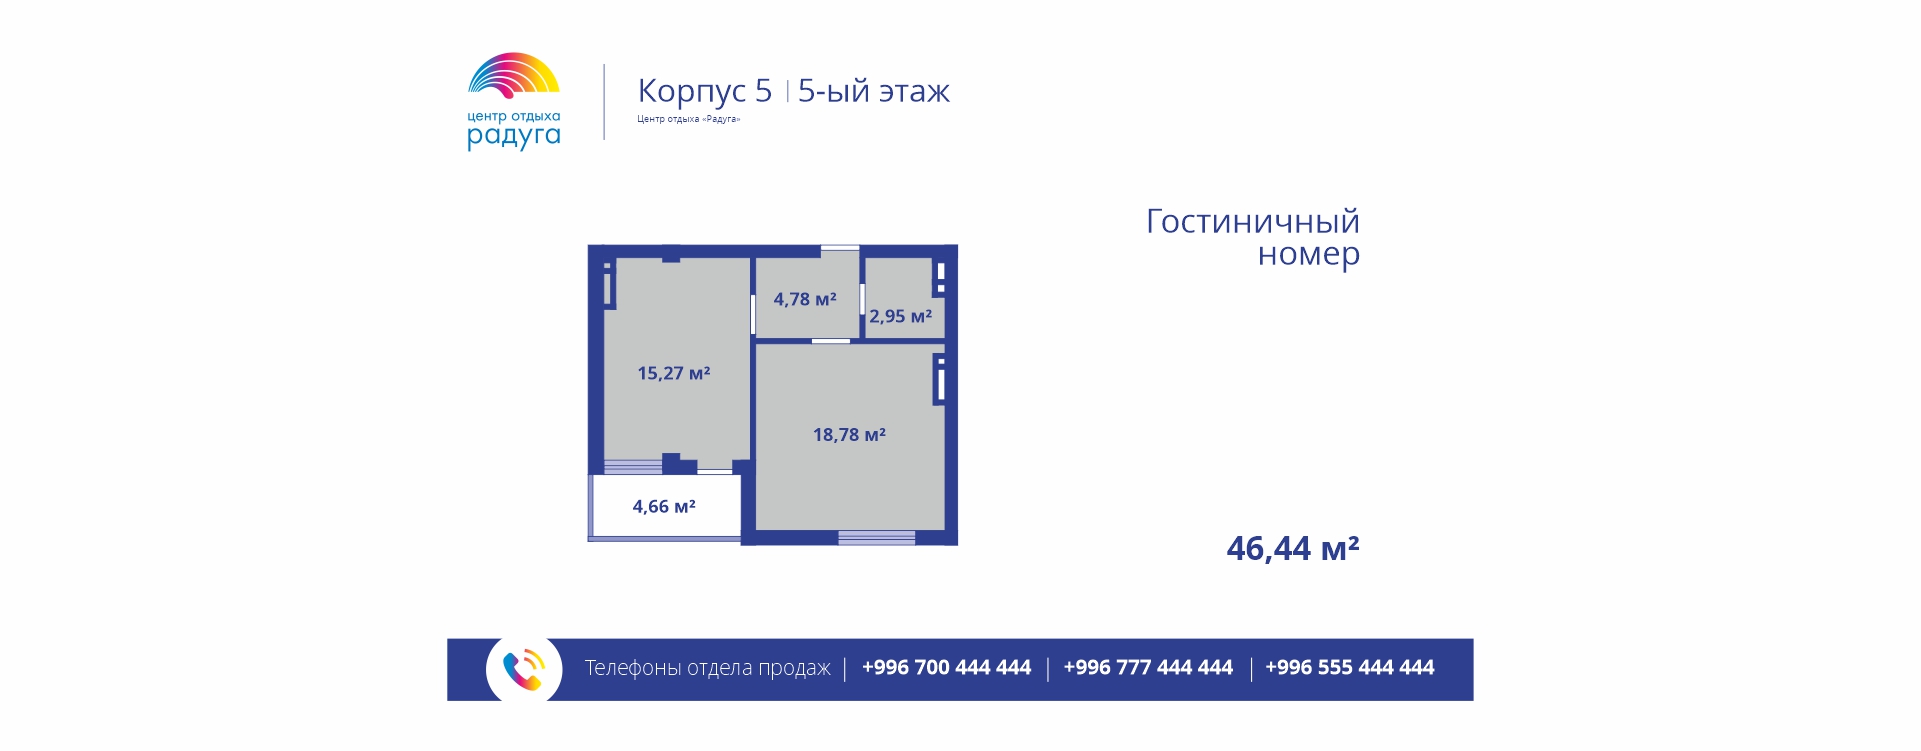 центр отдыха
радуга
Корпус 5 | 5-ый этаж
Центр отдыха «Радуга»
Гостиничный
номер
4,78 м²
2,95 м²
15,27 м²
18,78 м²
4,66 м²
46,44 м²
Телефоны отдела продаж | +996 700 444 444 | +996 777 444 444 | +996 555 444 444